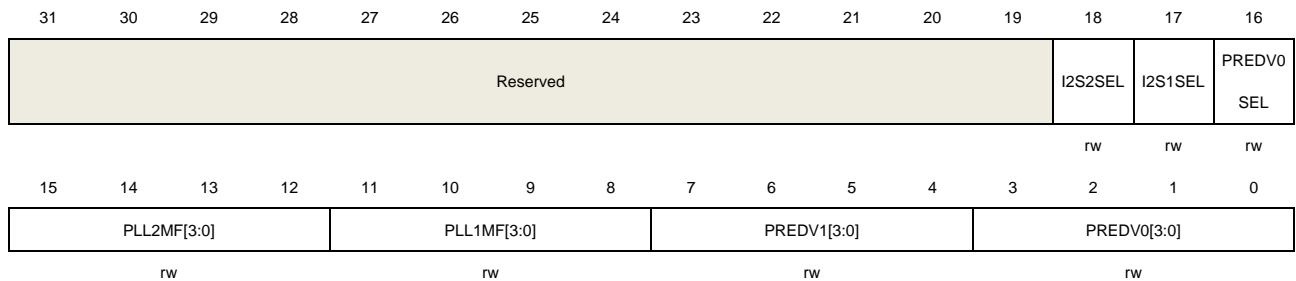 31 30 29 28 27 26 25 24 23 22 21 20 19 18 17 16
Reserved I2S2SEL I2S1SEL PREDV0
SEL
rw rw rw
15 14 13 12 11 10 9 8 7 6 5 4 3 2 1 0
PLL2MF[3:0] PLL1MF[3:0] PREDV1[3:0] PREDV0[3:0]
rw rw rw rw